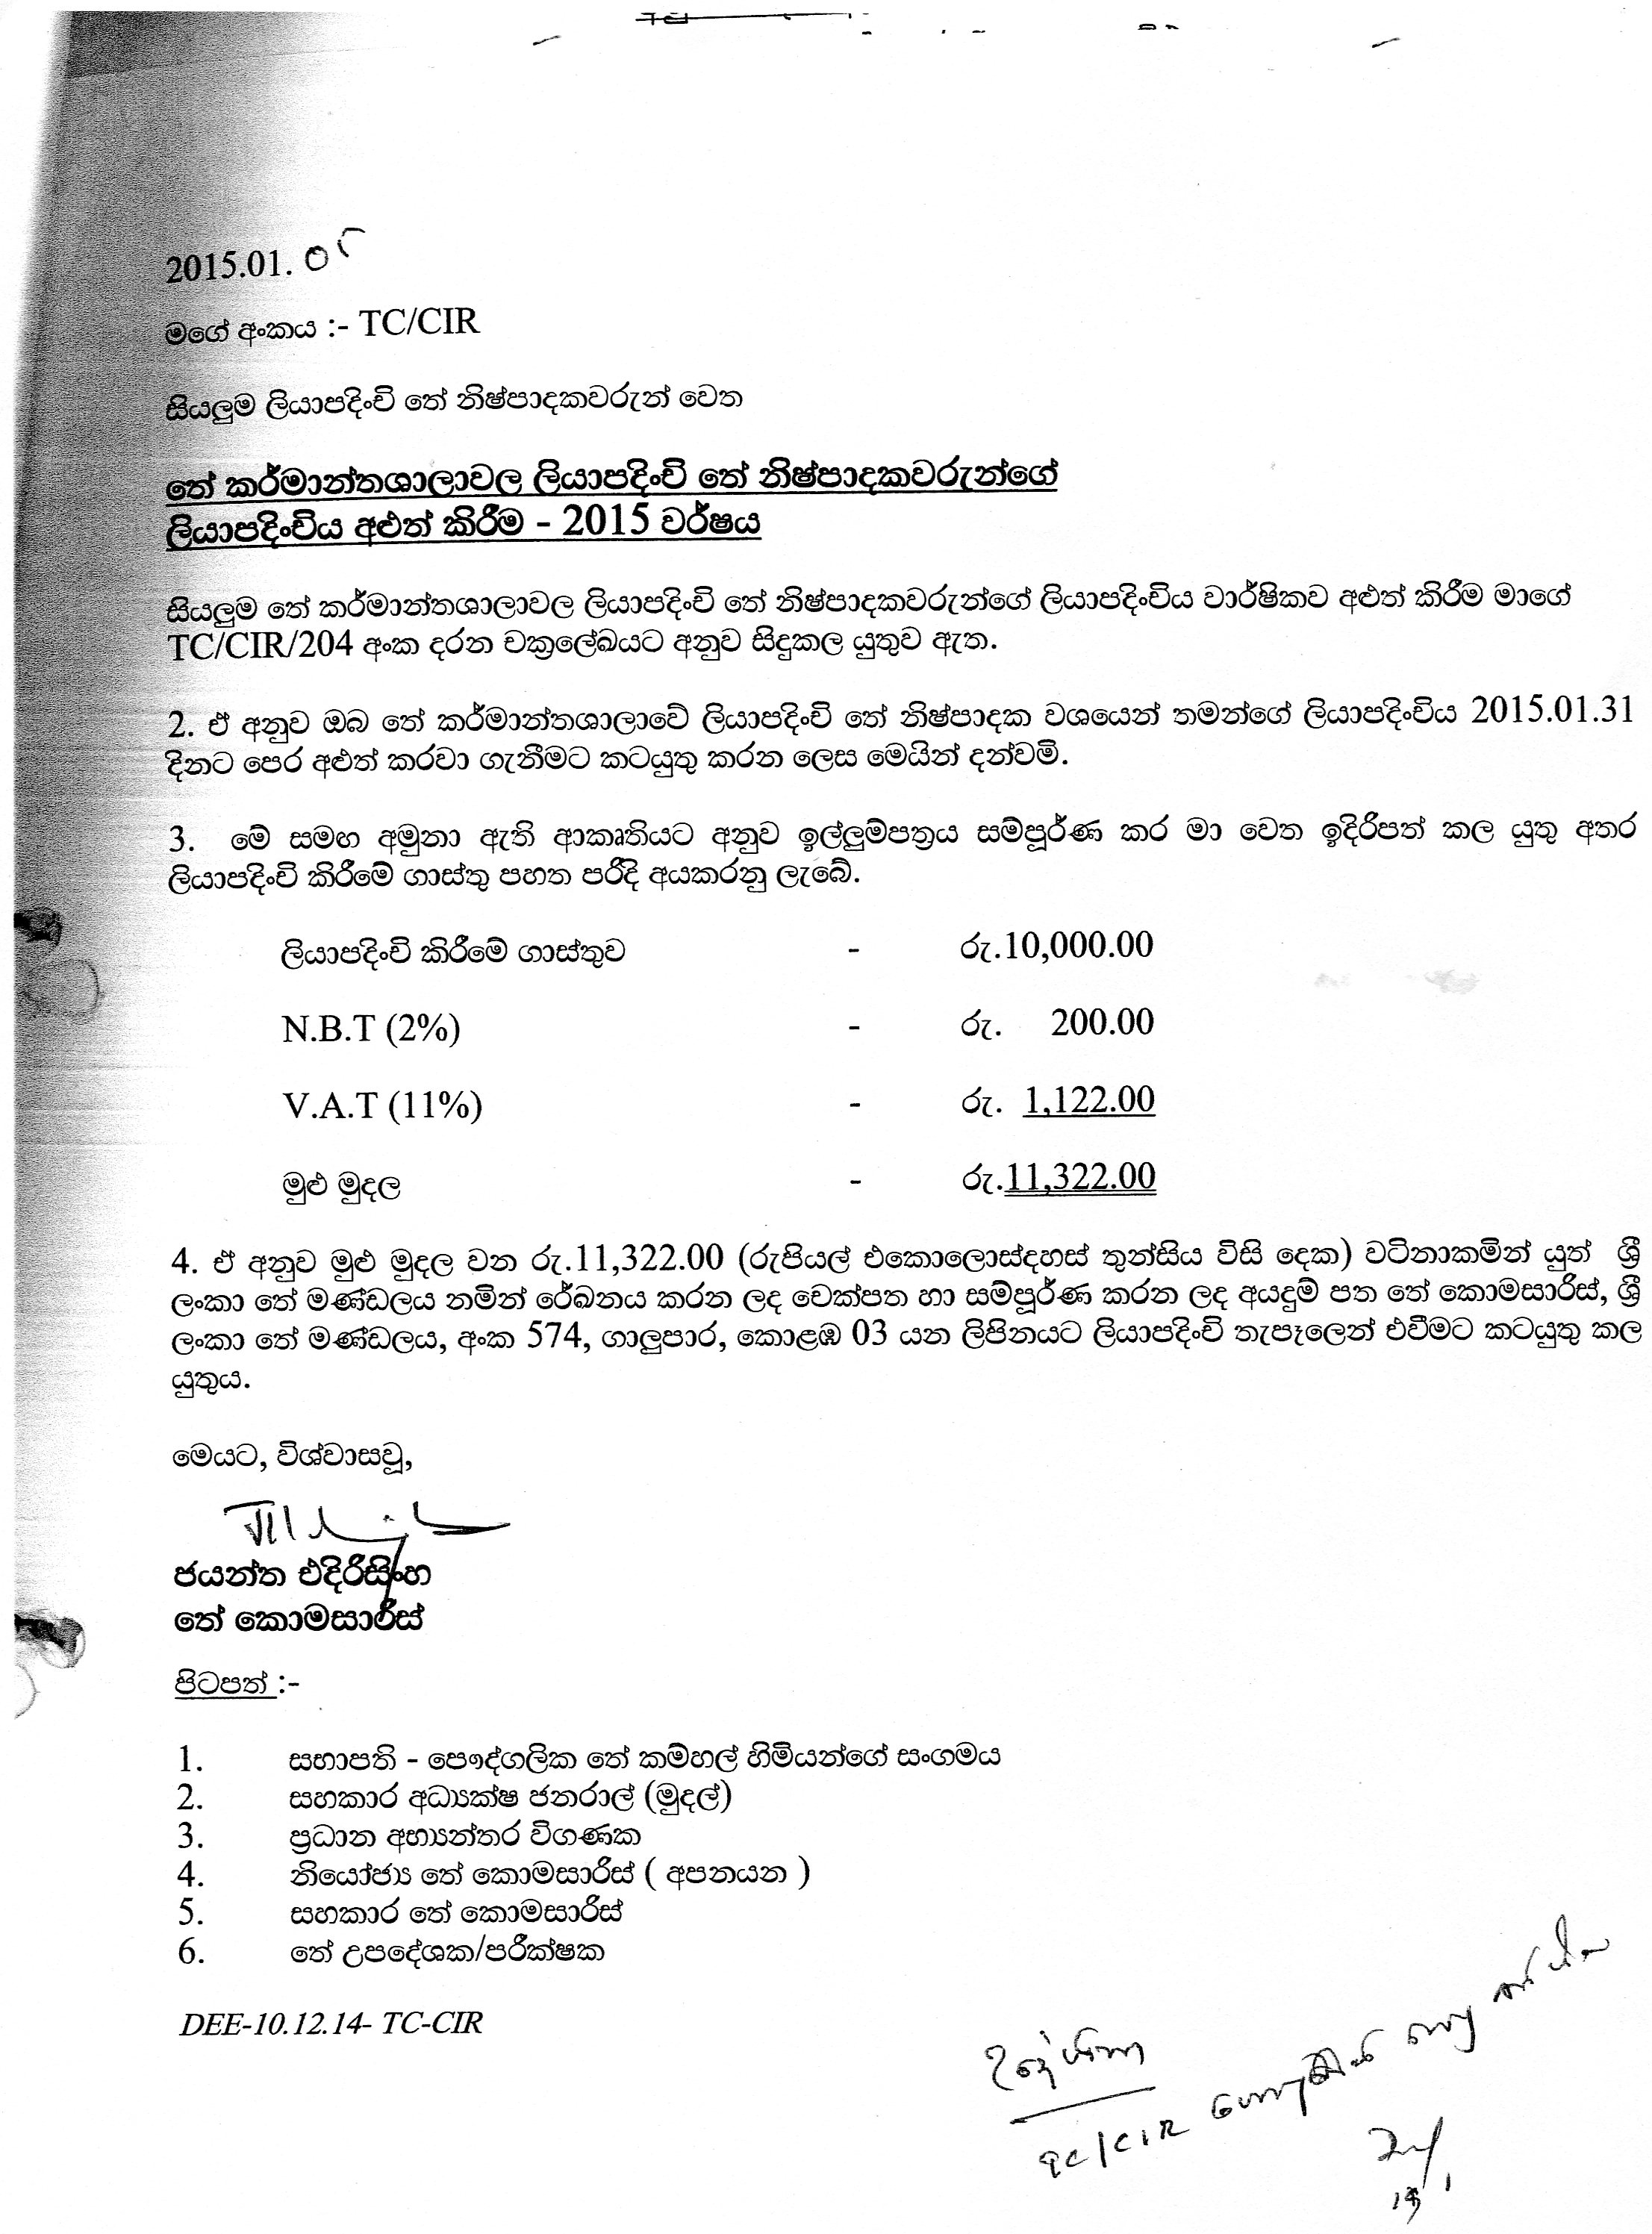 2015.01. 05
මගේ අංකය :- TC/CIR
සියලුම ලියාපදිංචි තේ නිෂ්පාදකවරුන් වෙත
තේ කර්මාන්තශාලාවල ලියාපදිංචි තේ නිෂ්පාදකවරුන්ගේ
ලියාපදිංචිය අළුත් කිරීම - 2015 වර්ෂය
සියලුම තේ කර්මාන්තශාලාවල ලියාපදිංචි තේ නිෂ්පාදකවරුන්ගේ ලියාපදිංචිය වාර්ෂිකව අළුත් කිරීම මාගේ
TC/CIR/204 අංක දරන චක්‍රලේඛයට අනුව සිදුකල යුතුව ඇත.
2. ඒ අනුව ඔබ තේ කර්මාන්තශාලාවේ ලියාපදිංචි තේ නිෂ්පාදක වශයෙන් තමන්ගේ ලියාපදිංචිය 2015.01.31
දිනට පෙර අළුත් කරවා ගැනීමට කටයුතු කරන ලෙස මෙයින් දන්වමි.
3. මේ සමඟ අමුනා ඇති ආකෘතියට අනුව ඉල්ලුම්පත්‍රය සම්පූර්ණ කර මා වෙත ඉදිරිපත් කල යුතු අතර
ලියාපදිංචි කිරීමේ ගාස්තු පහත පරිදි අයකරනු ලැබේ.
ලියාපදිංචි කිරීමේ ගාස්තුව - රු.10,000.00
N.B.T (2%) - රු. 200.00
V.A.T (11%) - රු. 1,122.00
මුළු මුදල - රු.11,322.00
4. ඒ අනුව මුළු මුදල වන රු.11,322.00 (රුපියල් එකොලොස්දහස් තුන්සිය විසි දෙක) වටිනාකමින් යුත් ශ්‍රී
ලංකා තේ මණ්ඩලය නමින් රේඛනය කරන ලද චෙක්පත හා සම්පූර්ණ කරන ලද අයදුම් පත තේ කොමසාරිස්, ශ්‍රී
ලංකා තේ මණ්ඩලය, අංක 574, ගාලුපාර, කොළඹ 03 යන ලිපිනයට ලියාපදිංචි තැපෑලෙන් එවීමට කටයුතු කල
යුතුය.
මෙයට, විශ්වාසවූ,
ජයන්ත එදිරිසිංහ
තේ කොමසාරිස්
පිටපත් :-
1. සභාපති - පෞද්ගලික තේ කම්හල් හිමියන්ගේ සංගමය
2. සහකාර අධ්‍යක්ෂ ජනරාල් (මුදල්)
3. ප්‍රධාන අභ්‍යන්තර විගණක
4. නියෝජ්‍ය තේ කොමසාරිස් ( අපනයන )
5. සහකාර තේ කොමසාරිස්
6. තේ උපදේශක/පරීක්ෂක
DEE-10.12.14- TC-CIR
TC/CIR